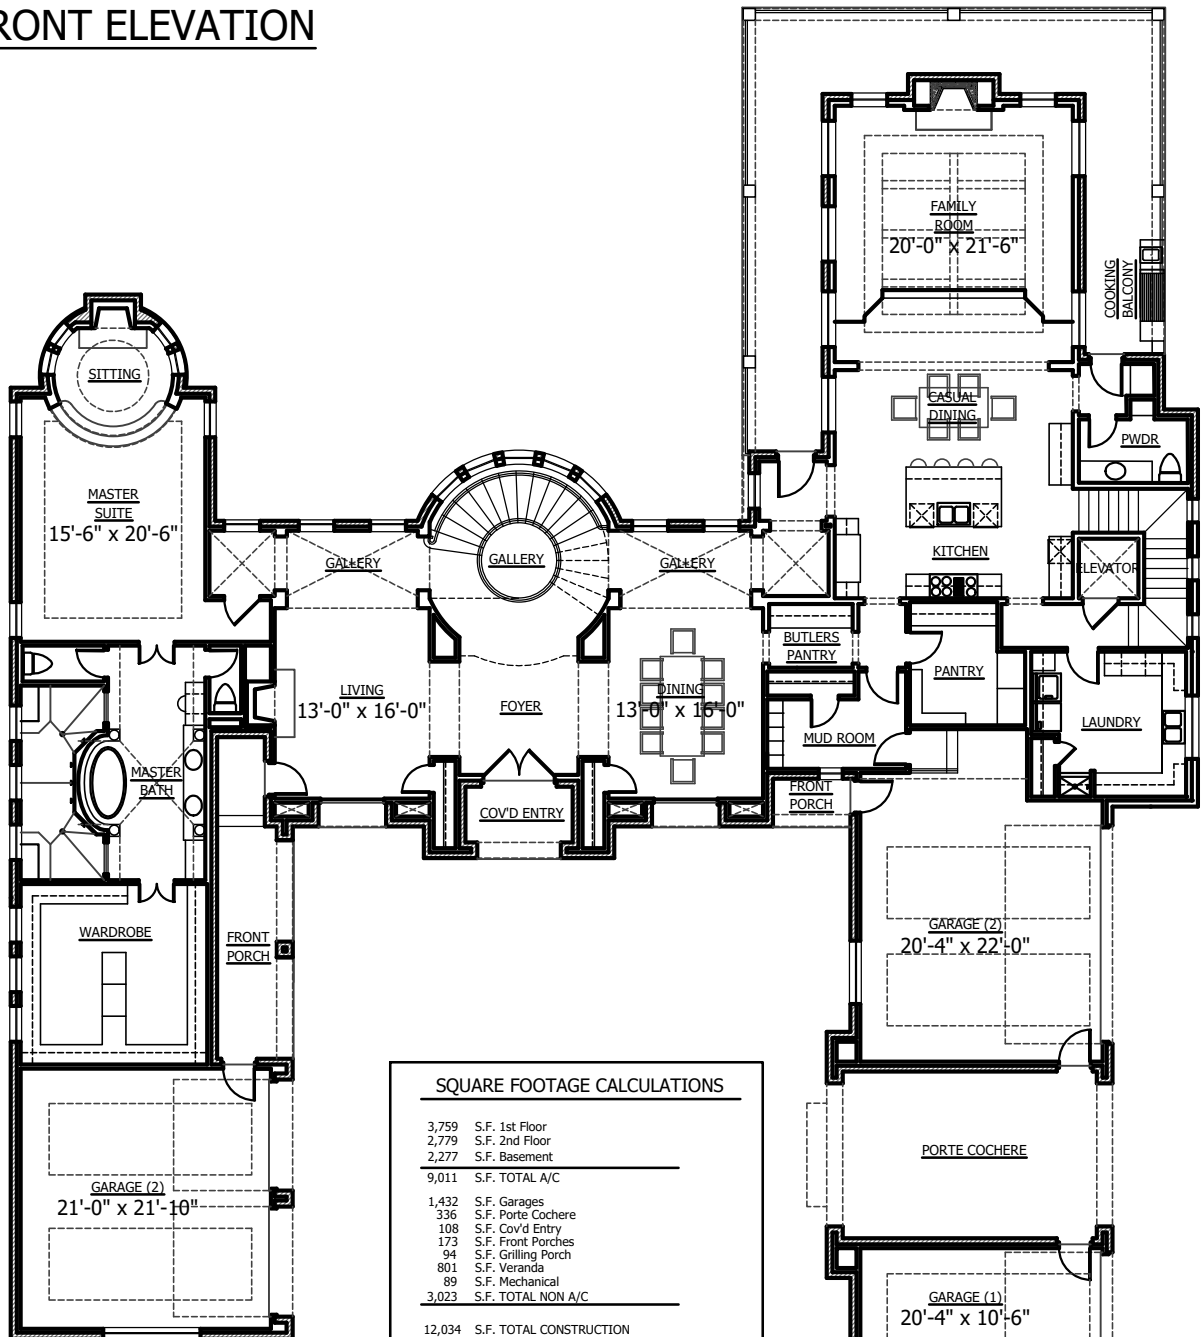 RONT ELEVATION
FAMILY
ROOM
20'-0" x 21'-6"
COOKING
BALCONY
SITTING
CASUAL
DINING
PWDR
MASTER
SUITE
15'-6" x 20'-6"
GALLERY
GALLERY
GALLERY
KITCHEN
ELEVATOR
BUTLERS
PANTRY
PANTRY
LIVING
13'-0" x 16'-0"
FOYER
DINING
13'-0" x 16'-0"
MUD ROOM
LAUNDRY
MASTER
BATH
COV'D ENTRY
FRONT
PORCH
WARDROBE
FRONT
PORCH
GARAGE (2)
20'-4" x 22'-0"
PORTE COCHERE
GARAGE (2)
21'-0" x 21'-10"
GARAGE (1)
20'-4" x 10'-6"
SQUARE FOOTAGE CALCULATIONS
3,759 S.F. 1st Floor
2,779 S.F. 2nd Floor
2,277 S.F. Basement
9,011 S.F. TOTAL A/C
1,432 S.F. Garages
336 S.F. Porte Cochere
108 S.F. Cov'd Entry
173 S.F. Front Porches
94 S.F. Grilling Porch
801 S.F. Veranda
89 S.F. Mechanical
3,023 S.F. TOTAL NON A/C
12,034 S.F. TOTAL CONSTRUCTION